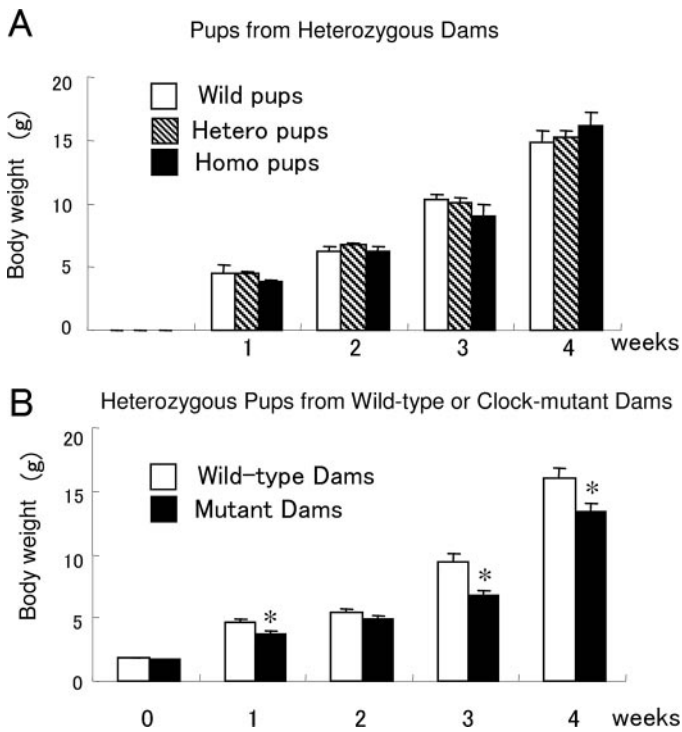 A
Pups from Heterozygous Dams
20
15
10
5
0
Body weight (g)
Wild pups
Hetero pups
Homo pups
1 2 3 4 weeks
B
Heterozygous Pups from Wild-type or Clock-mutant Dams
20
15
10
5
0
Body weight (g)
Wild-type Dams
Mutant Dams
*
*
*
0 1 2 3 4 weeks